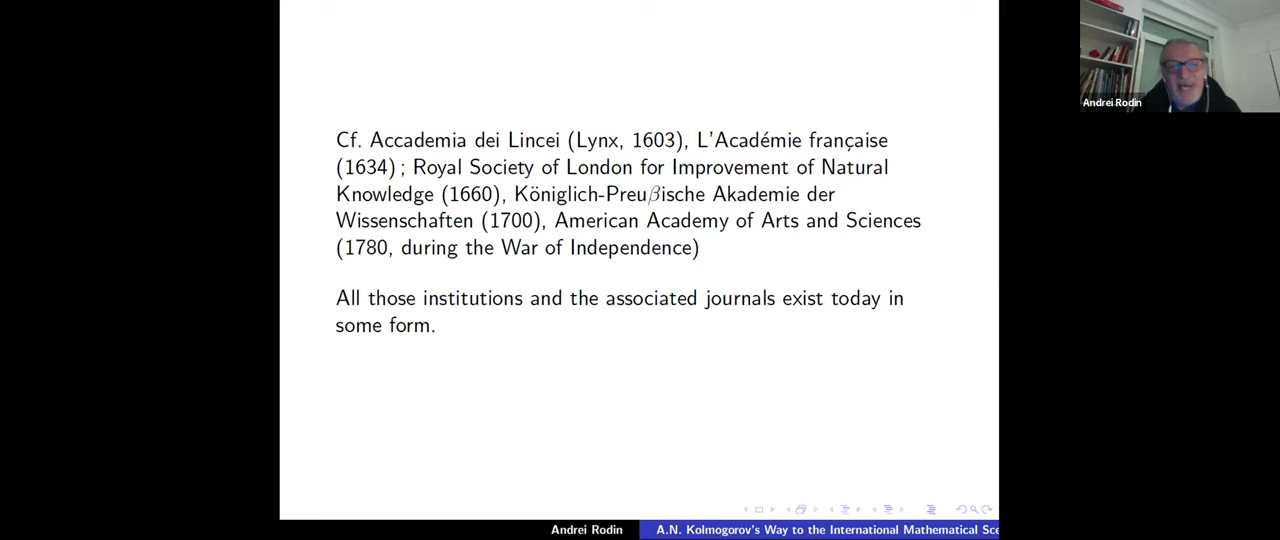 Cf. Accademia dei Lincei (Lynx, 1603), L'Académie française
(1634) ; Royal Society of London for Improvement of Natural
Knowledge (1660), Königlich-Preuβische Akademie der
Wissenschaften (1700), American Academy of Arts and Sciences
(1780, during the War of Independence)
All those institutions and the associated journals exist today in
some form.
Andrei Rodin
Andrei Rodin
A.N. Kolmogorov's Way to the International Mathematical Sce